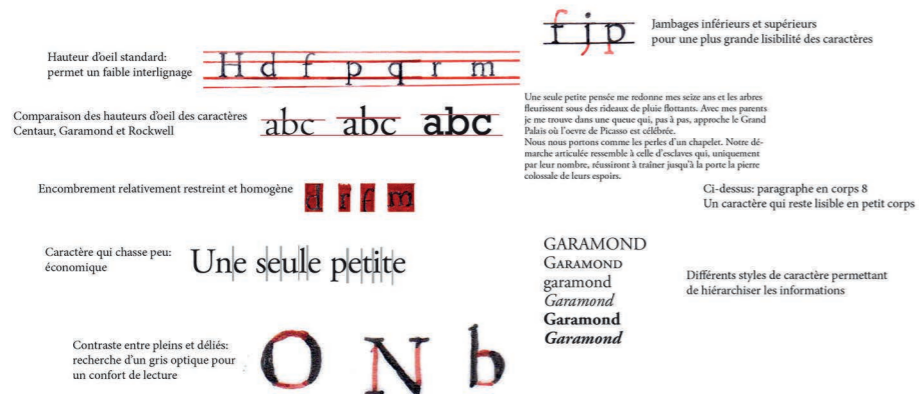 Hauteur d'oeil standard:
permet un faible interlignage
H d f p q r m
f j p
Jambages inférieurs et supérieurs
pour une plus grande lisibilité des caractères
Comparaison des hauteurs d'oeil des caractères
Centaur, Garamond et Rockwell
abc abc abc
Une seule petite pensée me redonne mes seize ans et les arbres
fleurissent sous des rideaux de pluie flottants. Avec mes parents
je me trouve dans une queue qui, pas à pas, approche le Grand
Palais où l'oevre de Picasso est célébrée.
Nous nous portons comme les perles d'un chapelet. Notre dé-
marche articulée ressemble à celle d'esclaves qui, uniquement
par leur nombre, réussiront à traîner jusqu'à la porte la pierre
colossale de leurs espoirs.
Ci-dessus: paragraphe en corps 8
Un caractère qui reste lisible en petit corps
Encombrement relativement restreint et homogène
d r f m
Caractère qui chasse peu:
économique
Une seule petite
GARAMOND
GARAMOND
garamond
Garamond
Garamond
Garamond
Différents styles de caractère permettant
de hiérarchiser les informations
Contraste entre pleins et déliés:
recherche d'un gris optique pour
un confort de lecture
O N b